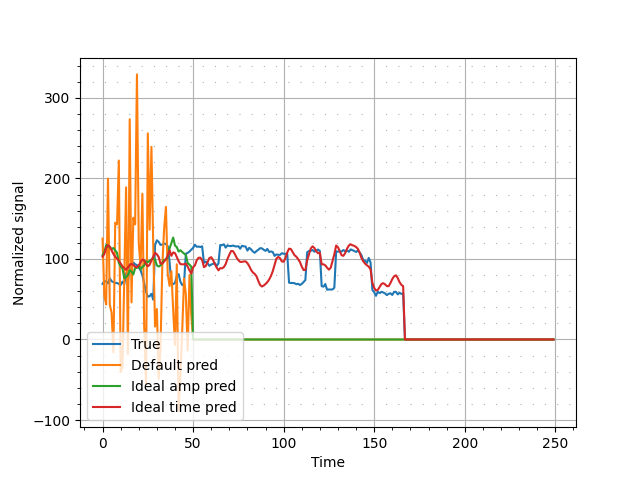 Normalized signal
300
200
100
0
−100
True
Default pred
Ideal amp pred
Ideal time pred
0
50
100
150
200
250
Time